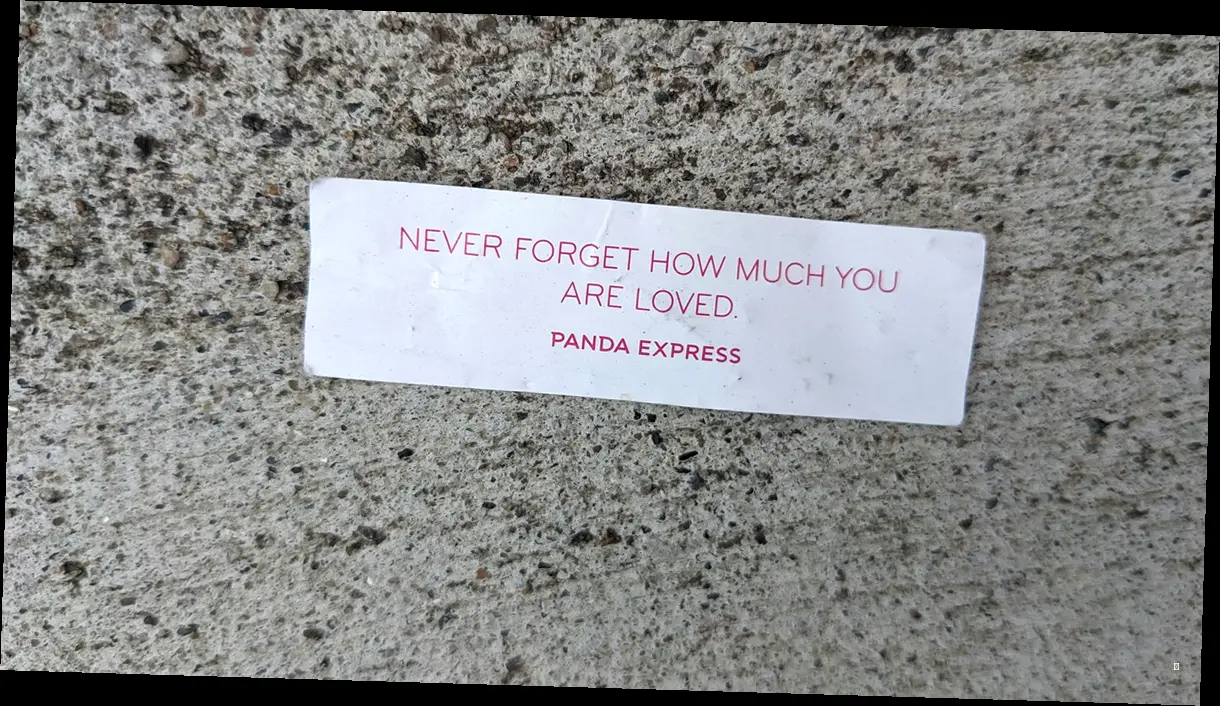 NEVER FORGET HOW MUCH YOU
ARE LOVED.
PANDA EXPRESS